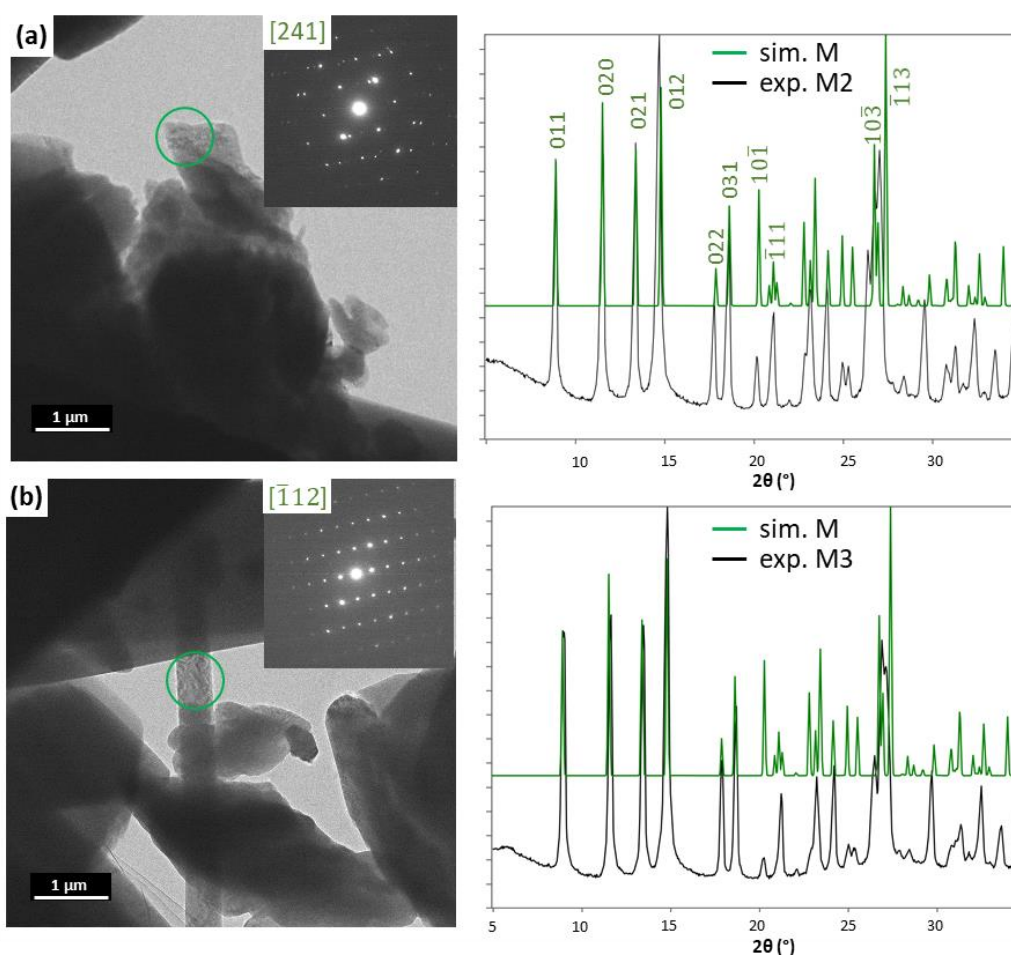 (a)
[241]
1 µm
sim. M
exp. M2
011
020
021
012
022
031
101̅
1̅11
103̅
1̅13
10
15
20
25
30
2θ (°)
(b)
[1̅12]
1 µm
sim. M
exp. M3
5
10
15
20
25
30
2θ (°)